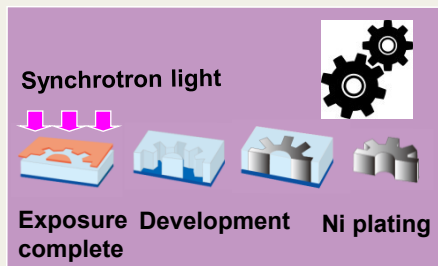 Synchrotron light
Exposure complete
Development
Ni plating